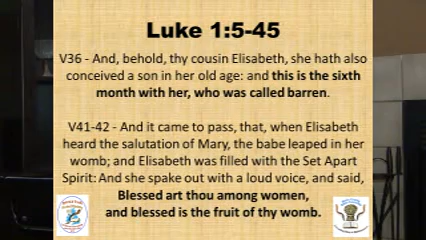 Luke 1:5-45
V36 - And, behold, thy cousin Elisabeth, she hath also
conceived a son in her old age: and this is the sixth
month with her, who was called barren.
V41-42 - And it came to pass, that, when Elisabeth
heard the salutation of Mary, the babe leaped in her
womb; and Elisabeth was filled with the Set Apart
Spirit: And she spake out with a loud voice, and said,
Blessed art thou among women,
and blessed is the fruit of thy womb.